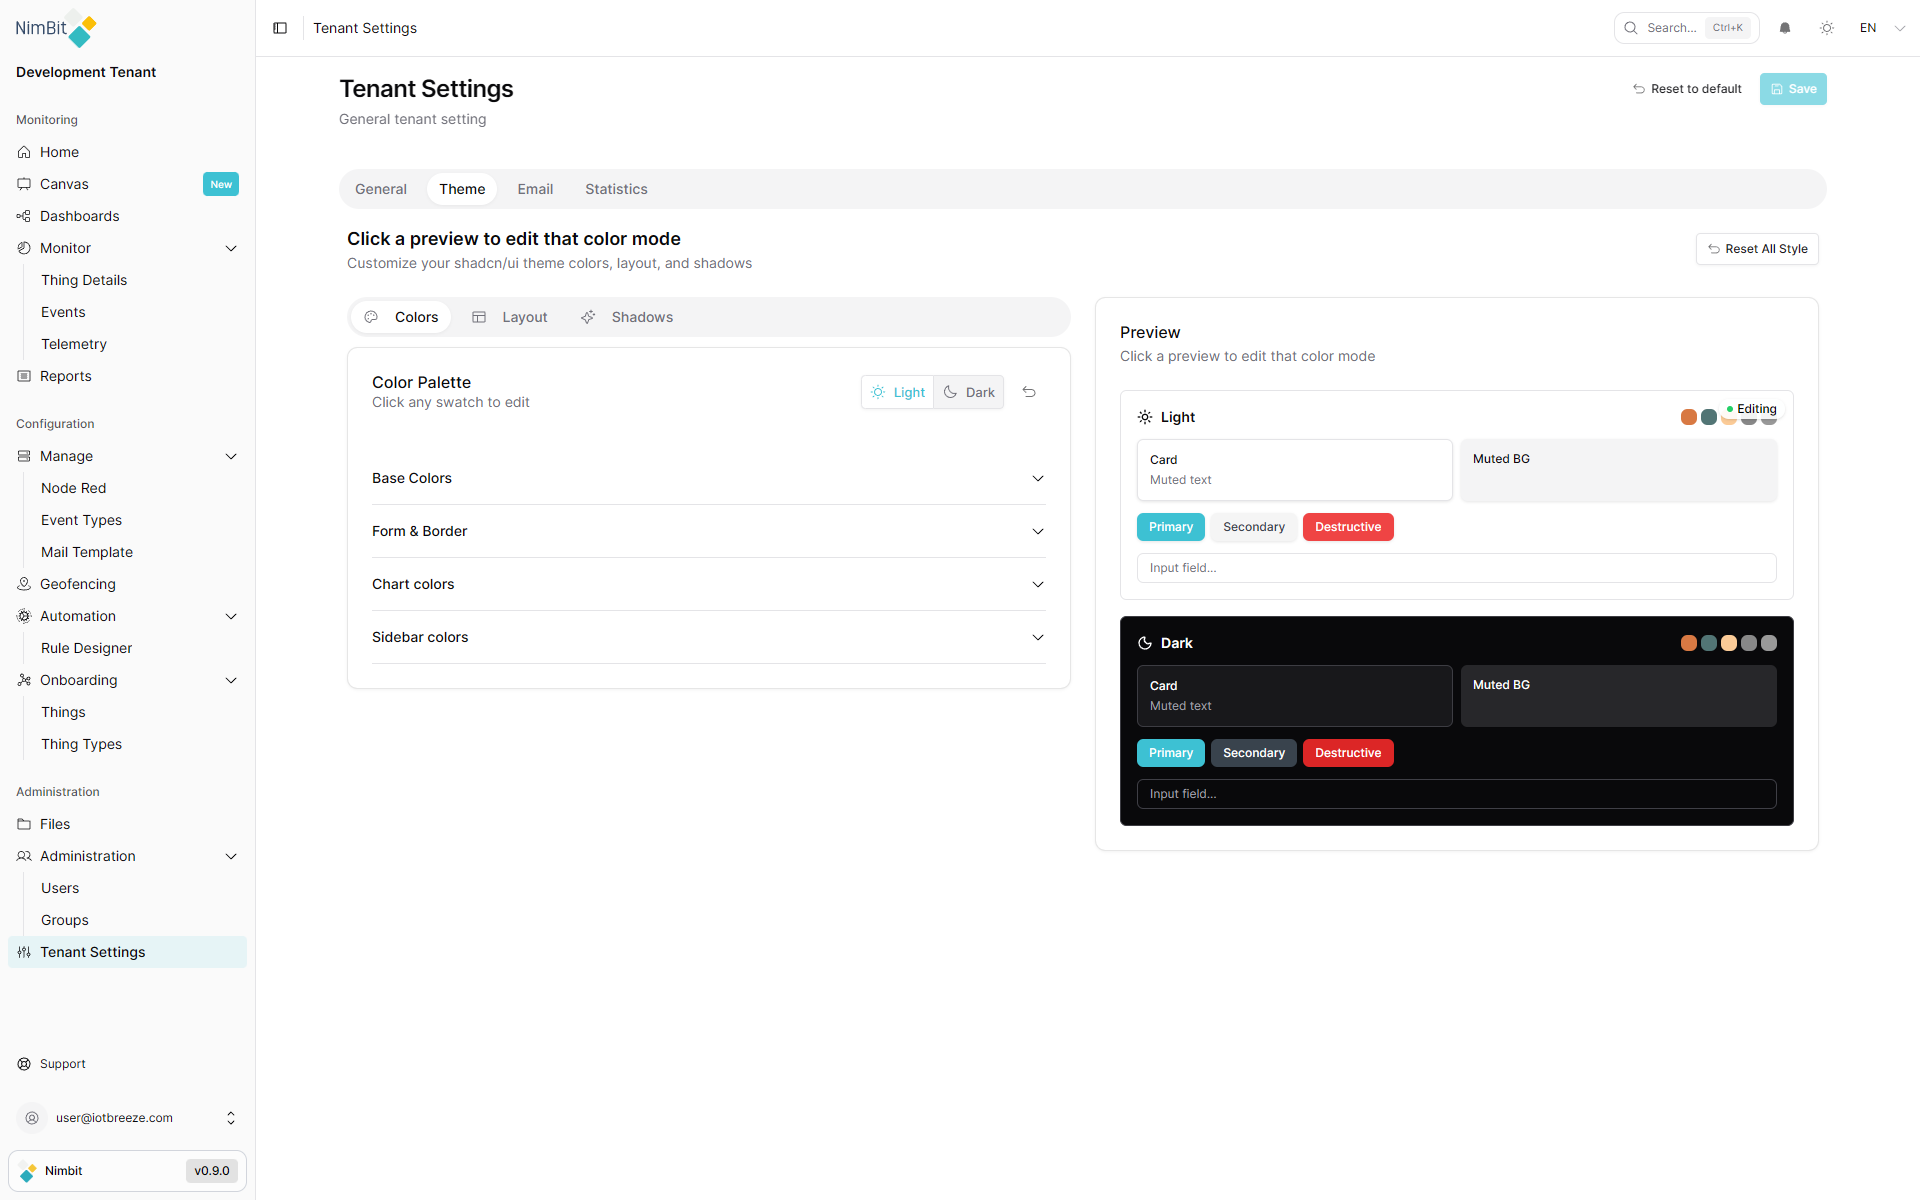 NimBit
Development Tenant
Monitoring
Home
Canvas
New
Dashboards
Monitor
Thing Details
Events
Telemetry
Reports
Configuration
Manage
Node Red
Event Types
Mail Template
Geofencing
Automation
Rule Designer
Onboarding
Things
Thing Types
Administration
Files
Administration
Users
Groups
Tenant Settings
Support
user@iotbreeze.com
Nimbit
v0.9.0
Tenant Settings
Search...
Ctrl+K
EN
Tenant Settings
General tenant setting
Reset to default
Save
General
Theme
Email
Statistics
Click a preview to edit that color mode
Customize your shadcn/ui theme colors, layout, and shadows
Reset All Style
Colors
Layout
Shadows
Color Palette
Click any swatch to edit
Light
Dark
Base Colors
Form & Border
Chart colors
Sidebar colors
Preview
Click a preview to edit that color mode
Light
Editing
Card
Muted text
Muted BG
Primary
Secondary
Destructive
Input field...
Dark
Card
Muted text
Muted BG
Primary
Secondary
Destructive
Input field...